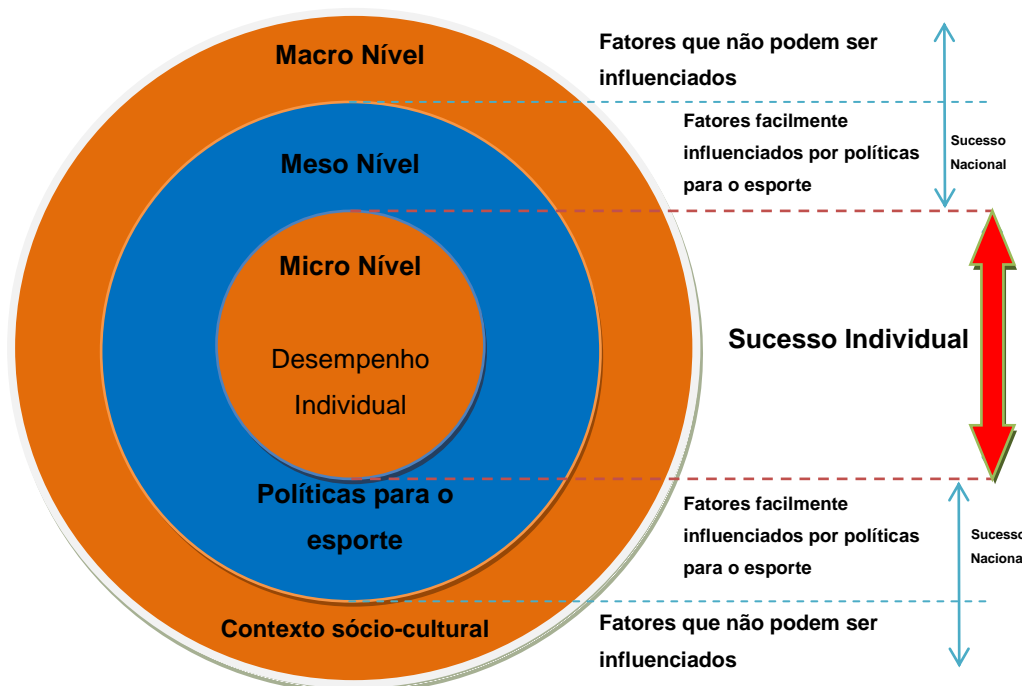 Macro Nível
Meso Nível
Micro Nível
Desempenho
Individual
Políticas para o
esporte
Contexto sócio-cultural
Fatores que não podem ser
influenciados
Fatores facilmente
influenciados por políticas
para o esporte
Sucesso
Nacional
Sucesso Individual
Fatores facilmente
influenciados por políticas
para o esporte
Sucesso
Naciona
Fatores que não podem ser
influenciados